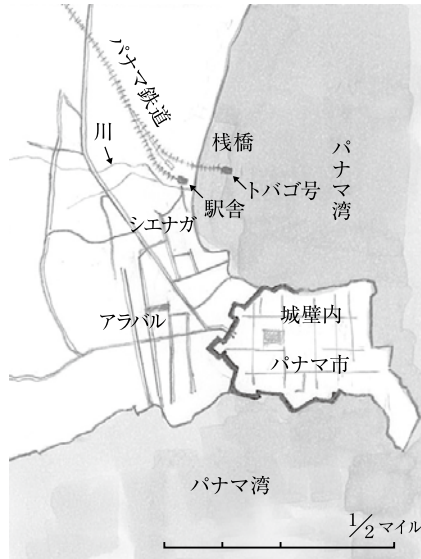 パナマ鉄道
川
桟橋
トバゴ号
駅舎
パナマ湾
シエナガ
アラバル
城壁内
パナマ市
パナマ湾
1/2マイル